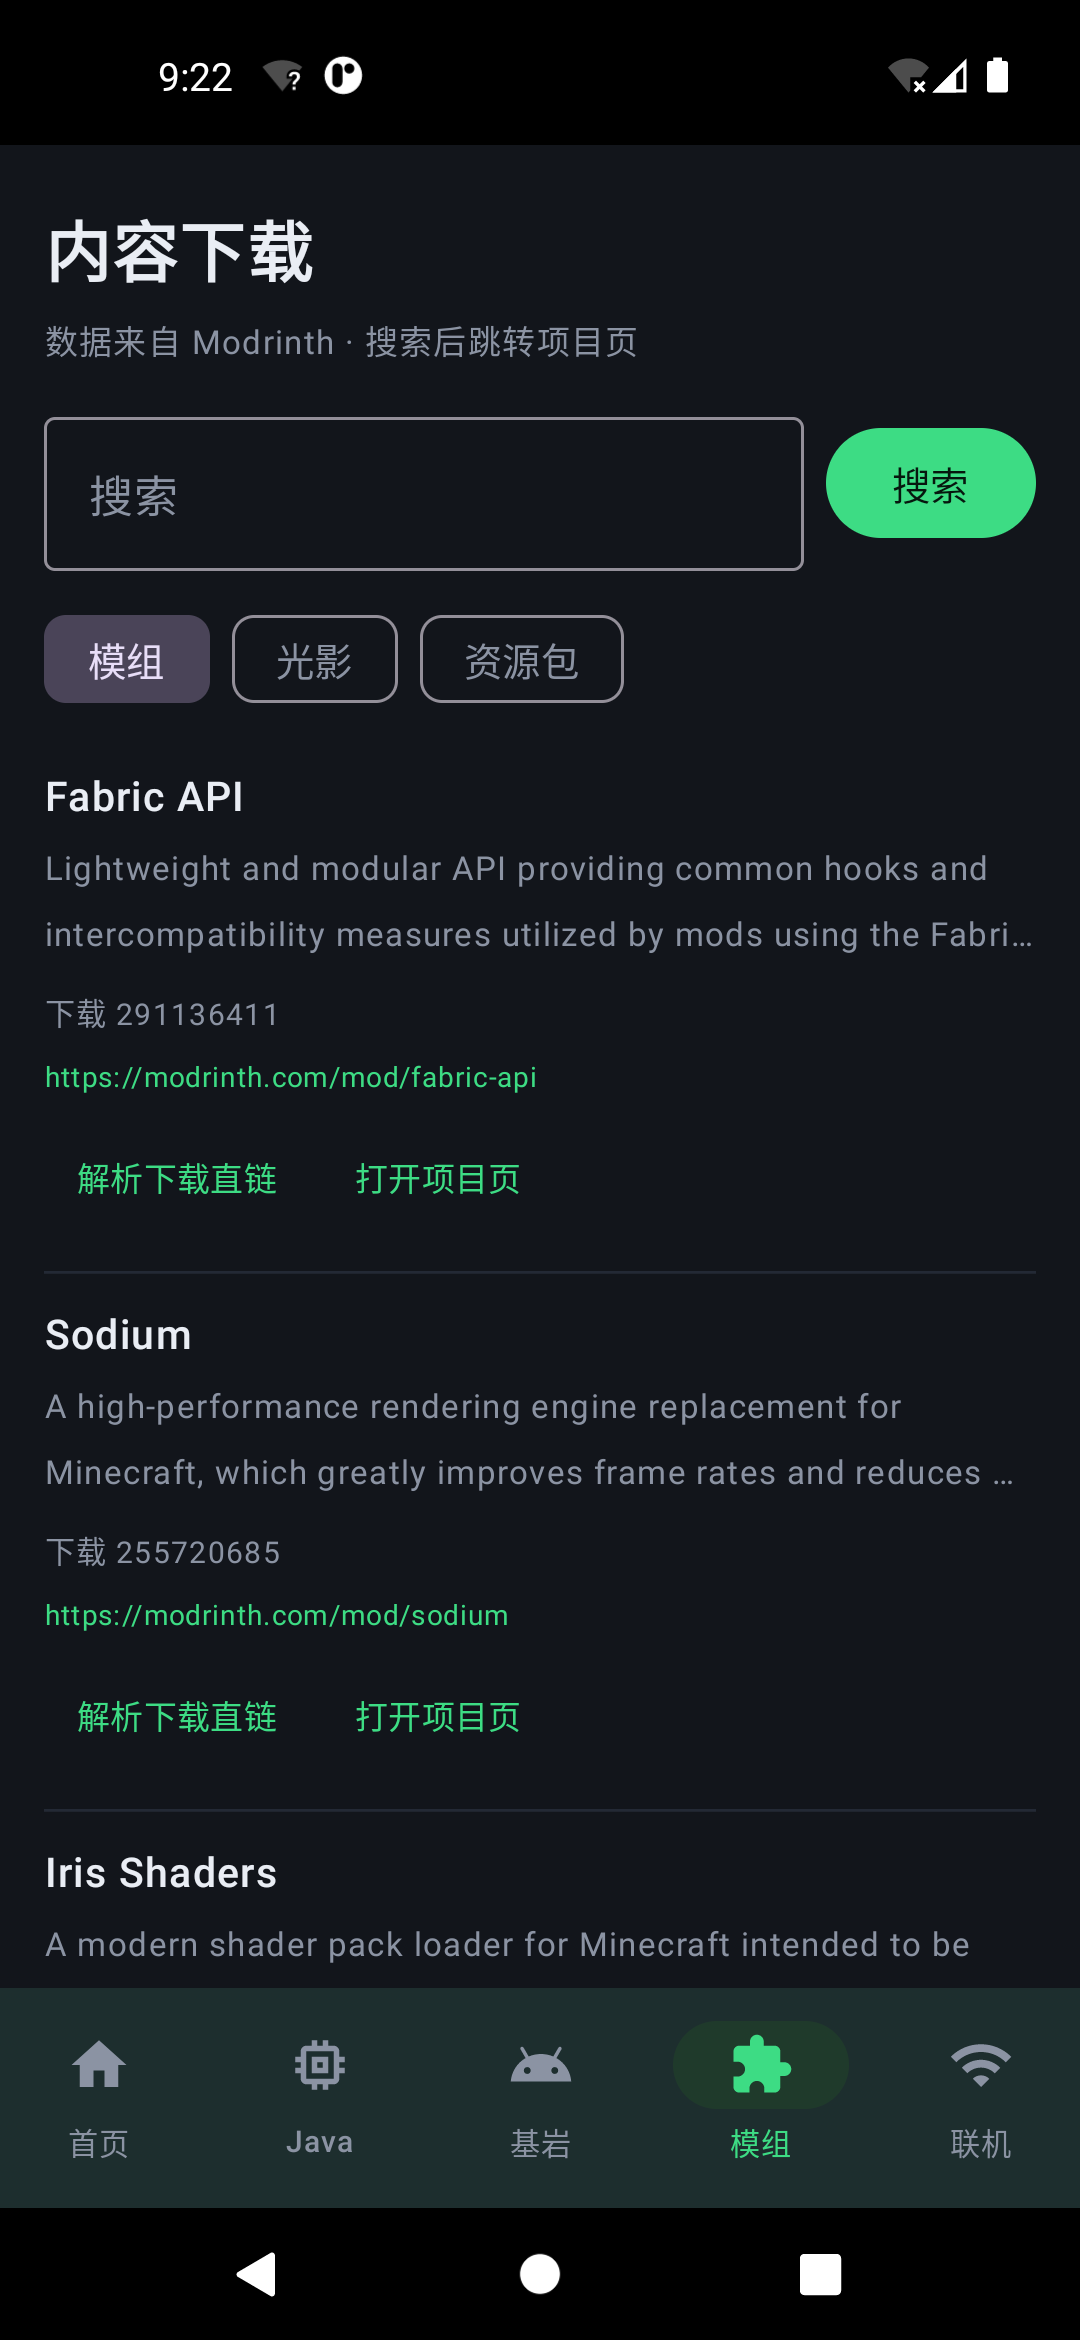 9:22
内容下载
数据来自 Modrinth · 搜索后跳转项目页
搜索
搜索
模组
光影
资源包
Fabric API
Lightweight and modular API providing common hooks and
intercompatibility measures utilized by mods using the Fabri…
下载 291136411
https://modrinth.com/mod/fabric-api
解析下载直链
打开项目页
Sodium
A high-performance rendering engine replacement for
Minecraft, which greatly improves frame rates and reduces …
下载 255720685
https://modrinth.com/mod/sodium
解析下载直链
打开项目页
Iris Shaders
A modern shader pack loader for Minecraft intended to be
首页
Java
基岩
模组
联机